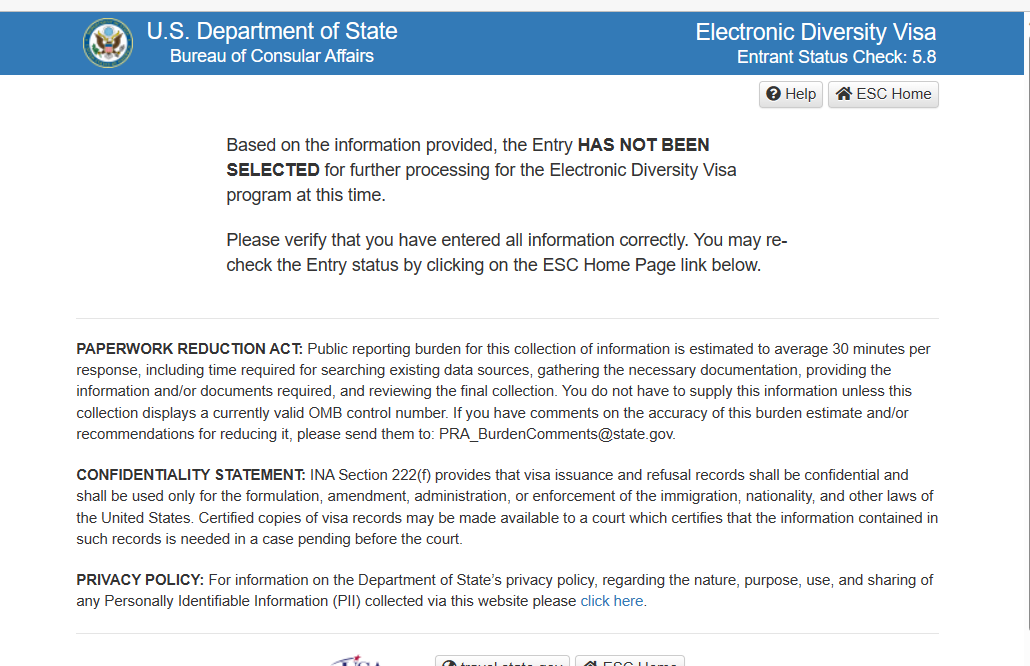 U.S. Department of State
Bureau of Consular Affairs
Electronic Diversity Visa
Entrant Status Check: 5.8
Help
ESC Home
Based on the information provided, the Entry HAS NOT BEEN
SELECTED for further processing for the Electronic Diversity Visa
program at this time.
Please verify that you have entered all information correctly. You may re-
check the Entry status by clicking on the ESC Home Page link below.
PAPERWORK REDUCTION ACT: Public reporting burden for this collection of information is estimated to average 30 minutes per
response, including time required for searching existing data sources, gathering the necessary documentation, providing the
information and/or documents required, and reviewing the final collection. You do not have to supply this information unless this
collection displays a currently valid OMB control number. If you have comments on the accuracy of this burden estimate and/or
recommendations for reducing it, please send them to: PRA_BurdenComments@state.gov.
CONFIDENTIALITY STATEMENT: INA Section 222(f) provides that visa issuance and refusal records shall be confidential and
shall be used only for the formulation, amendment, administration, or enforcement of the immigration, nationality, and other laws of
the United States. Certified copies of visa records may be made available to a court which certifies that the information contained in
such records is needed in a case pending before the court.
PRIVACY POLICY: For information on the Department of State’s privacy policy, regarding the nature, purpose, use, and sharing of
any Personally Identifiable Information (PII) collected via this website please click here.
USA
travel.state.gov
ESC Home